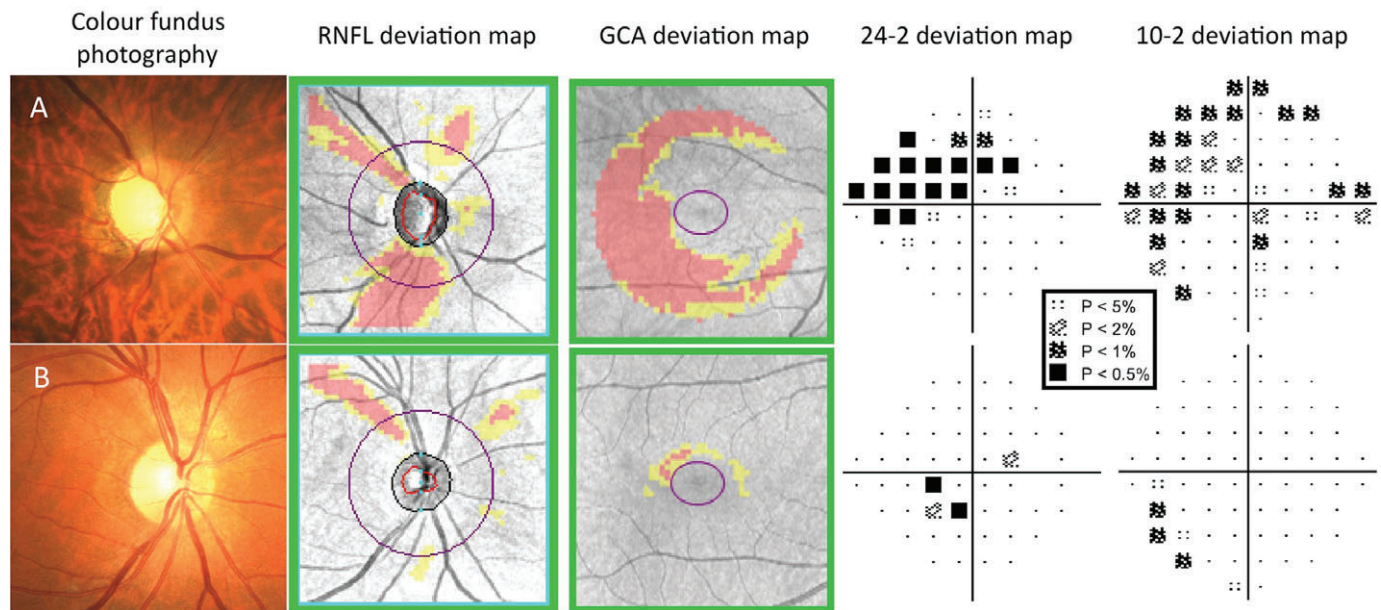 Colour fundus
photography
RNFL deviation map
GCA deviation map
24-2 deviation map
10-2 deviation map
A
P < 5%
P < 2%
P < 1%
P < 0.5%
B